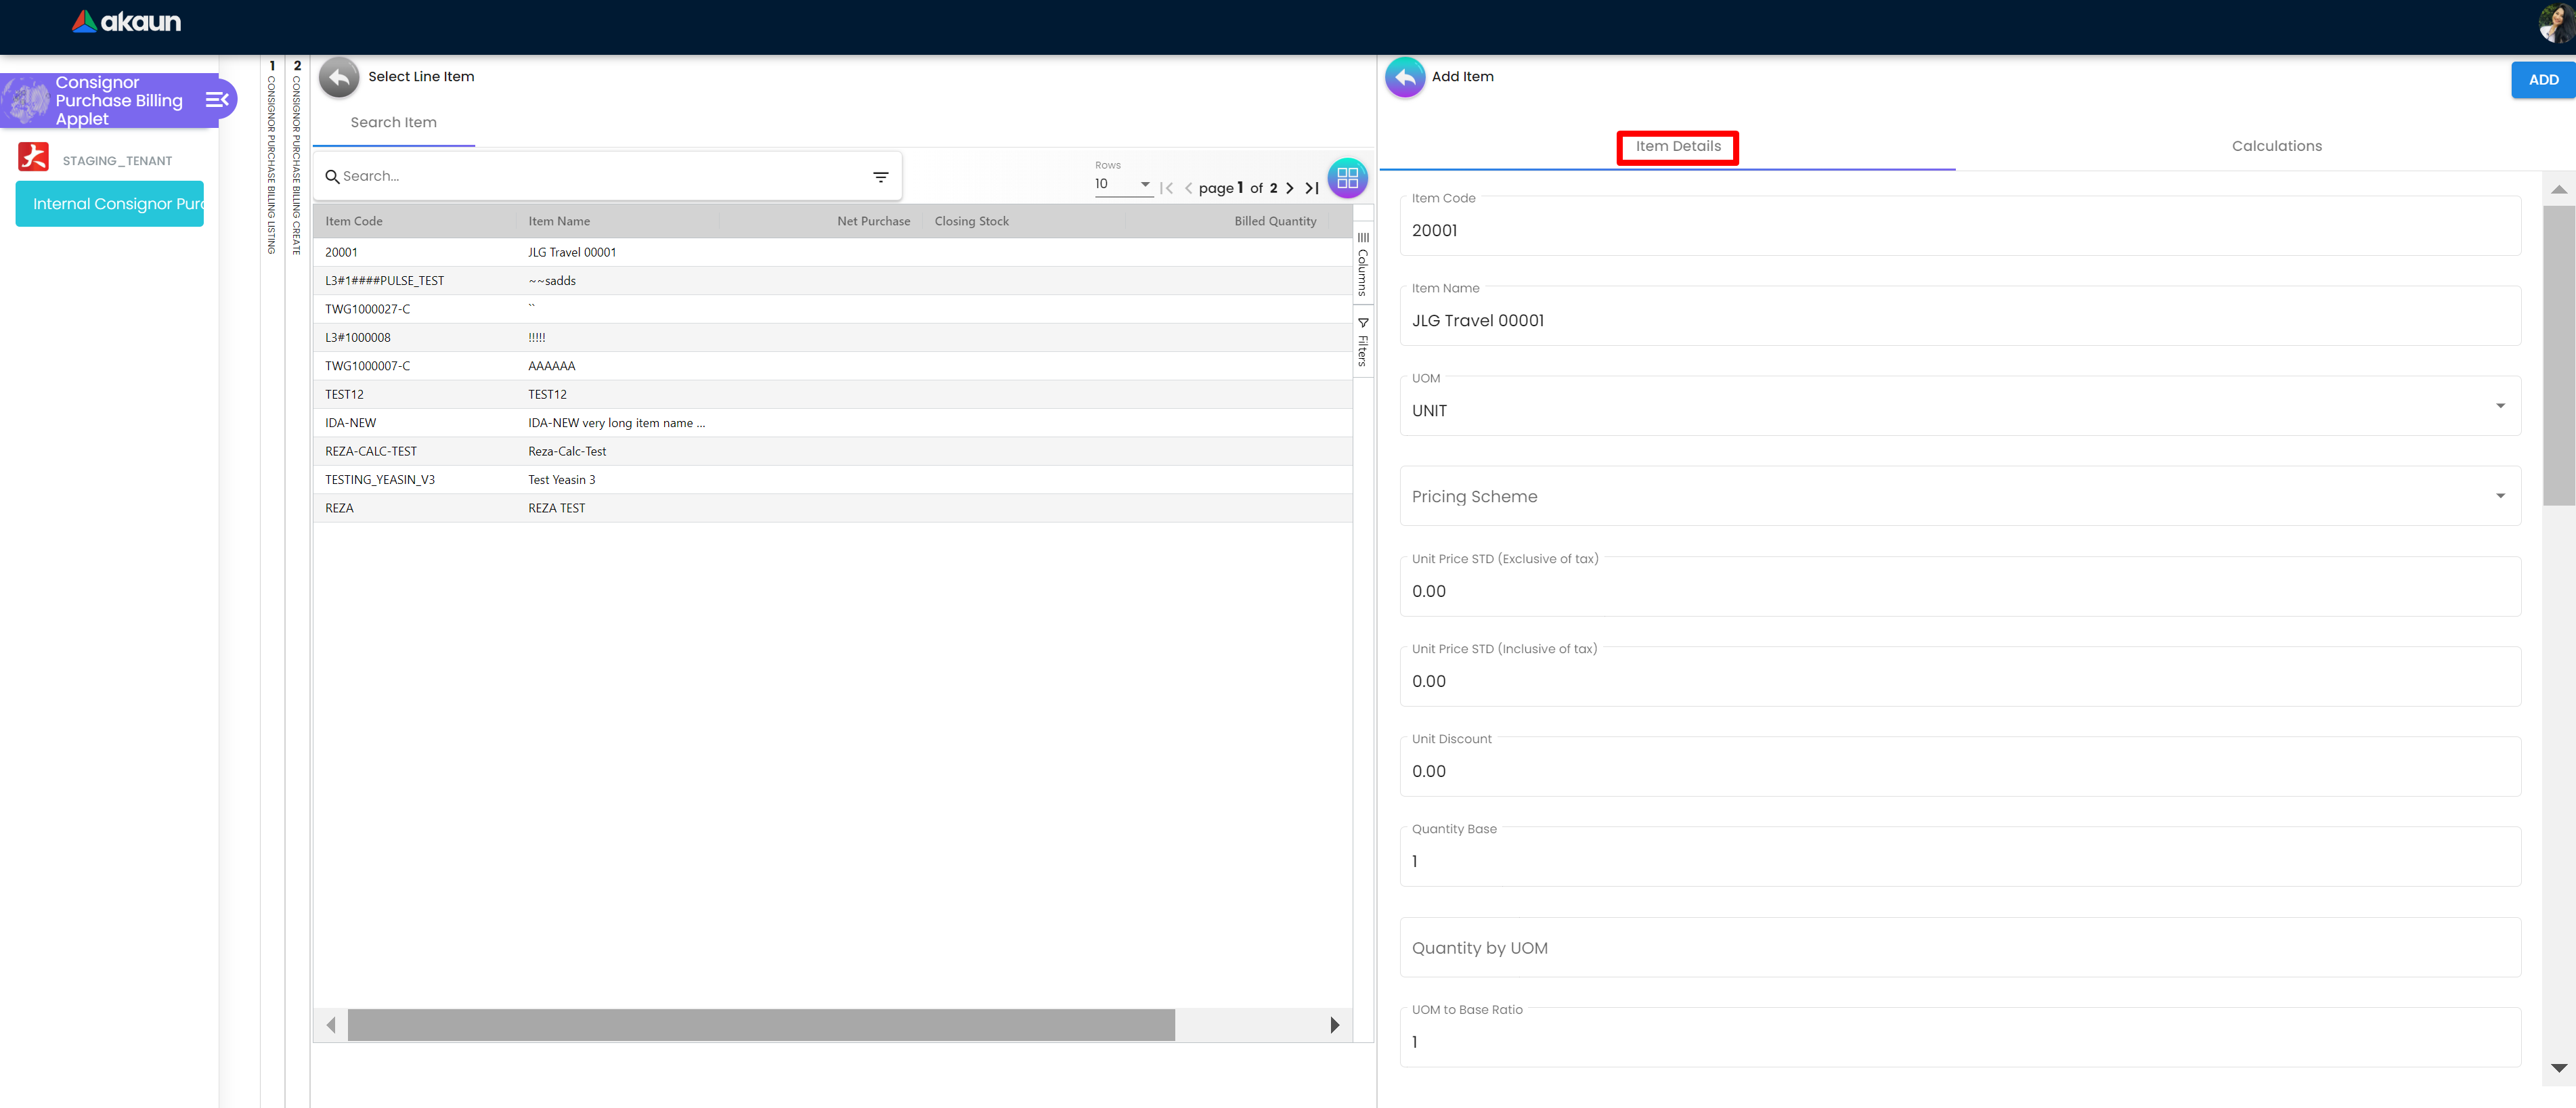 akaun
Consignor
Purchase Billing
Applet
STAGING_TENANT
Internal Consignor Purc
1
CONSIGNOR PURCHASE BILLING LISTING
2
CONSIGNOR PURCHASE BILLING CREATE
Select Line Item
Search Item
Search...
Rows
10
page 1 of 2
Item Code Item Name Net Purchase Closing Stock Billed Quantity
20001 JLG Travel 00001
L3#1####PULSE_TEST ~~sadds
TWG1000027-C ``
L3#1000008 !!!!!
TWG1000007-C AAAAAA
TEST12 TEST12
IDA-NEW IDA-NEW very long item name ...
REZA-CALC-TEST Reza-Calc-Test
TESTING_YEASIN_V3 Test Yeasin 3
REZA REZA TEST
Columns
Filters
Add Item
ADD
Item Details Calculations
Item Code
20001
Item Name
JLG Travel 00001
UOM
UNIT
Pricing Scheme
Unit Price STD (Exclusive of tax)
0.00
Unit Price STD (Inclusive of tax)
0.00
Unit Discount
0.00
Quantity Base
1
Quantity by UOM
UOM to Base Ratio
1